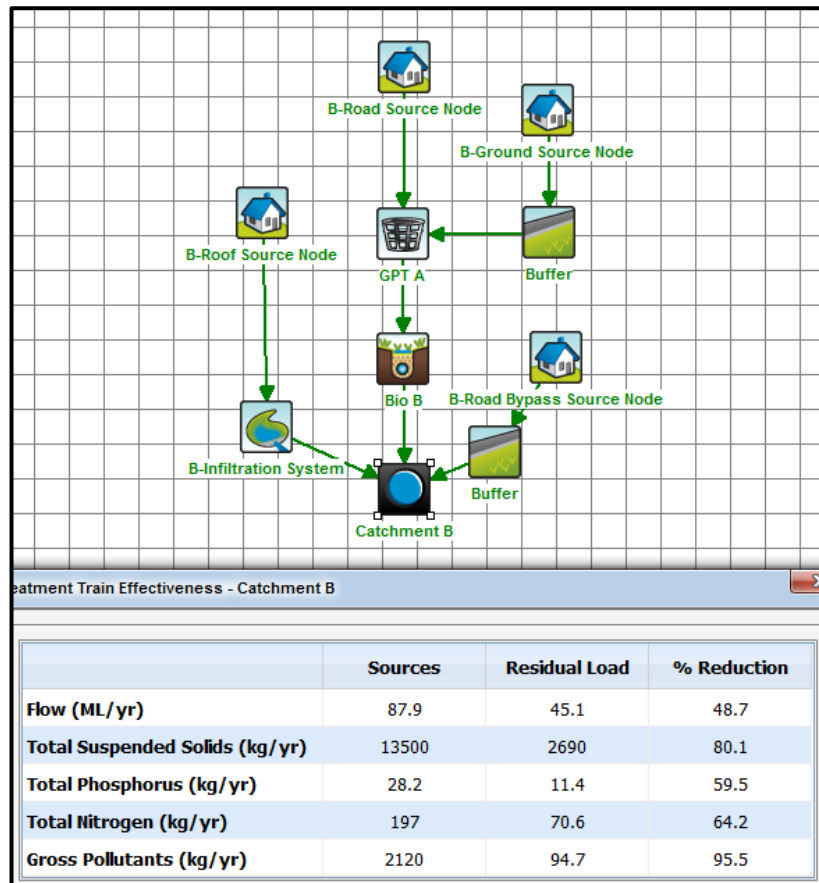 B-Road Source Node
B-Ground Source Node
B-Roof Source Node
GPT A
Buffer
Bio B
B-Road Bypass Source Node
B-Infiltration System
Buffer
Catchment B
eatment Train Effectiveness - Catchment B
Sources Residual Load % Reduction
Flow (ML/yr) 87.9 45.1 48.7
Total Suspended Solids (kg/yr) 13500 2690 80.1
Total Phosphorus (kg/yr) 28.2 11.4 59.5
Total Nitrogen (kg/yr) 197 70.6 64.2
Gross Pollutants (kg/yr) 2120 94.7 95.5